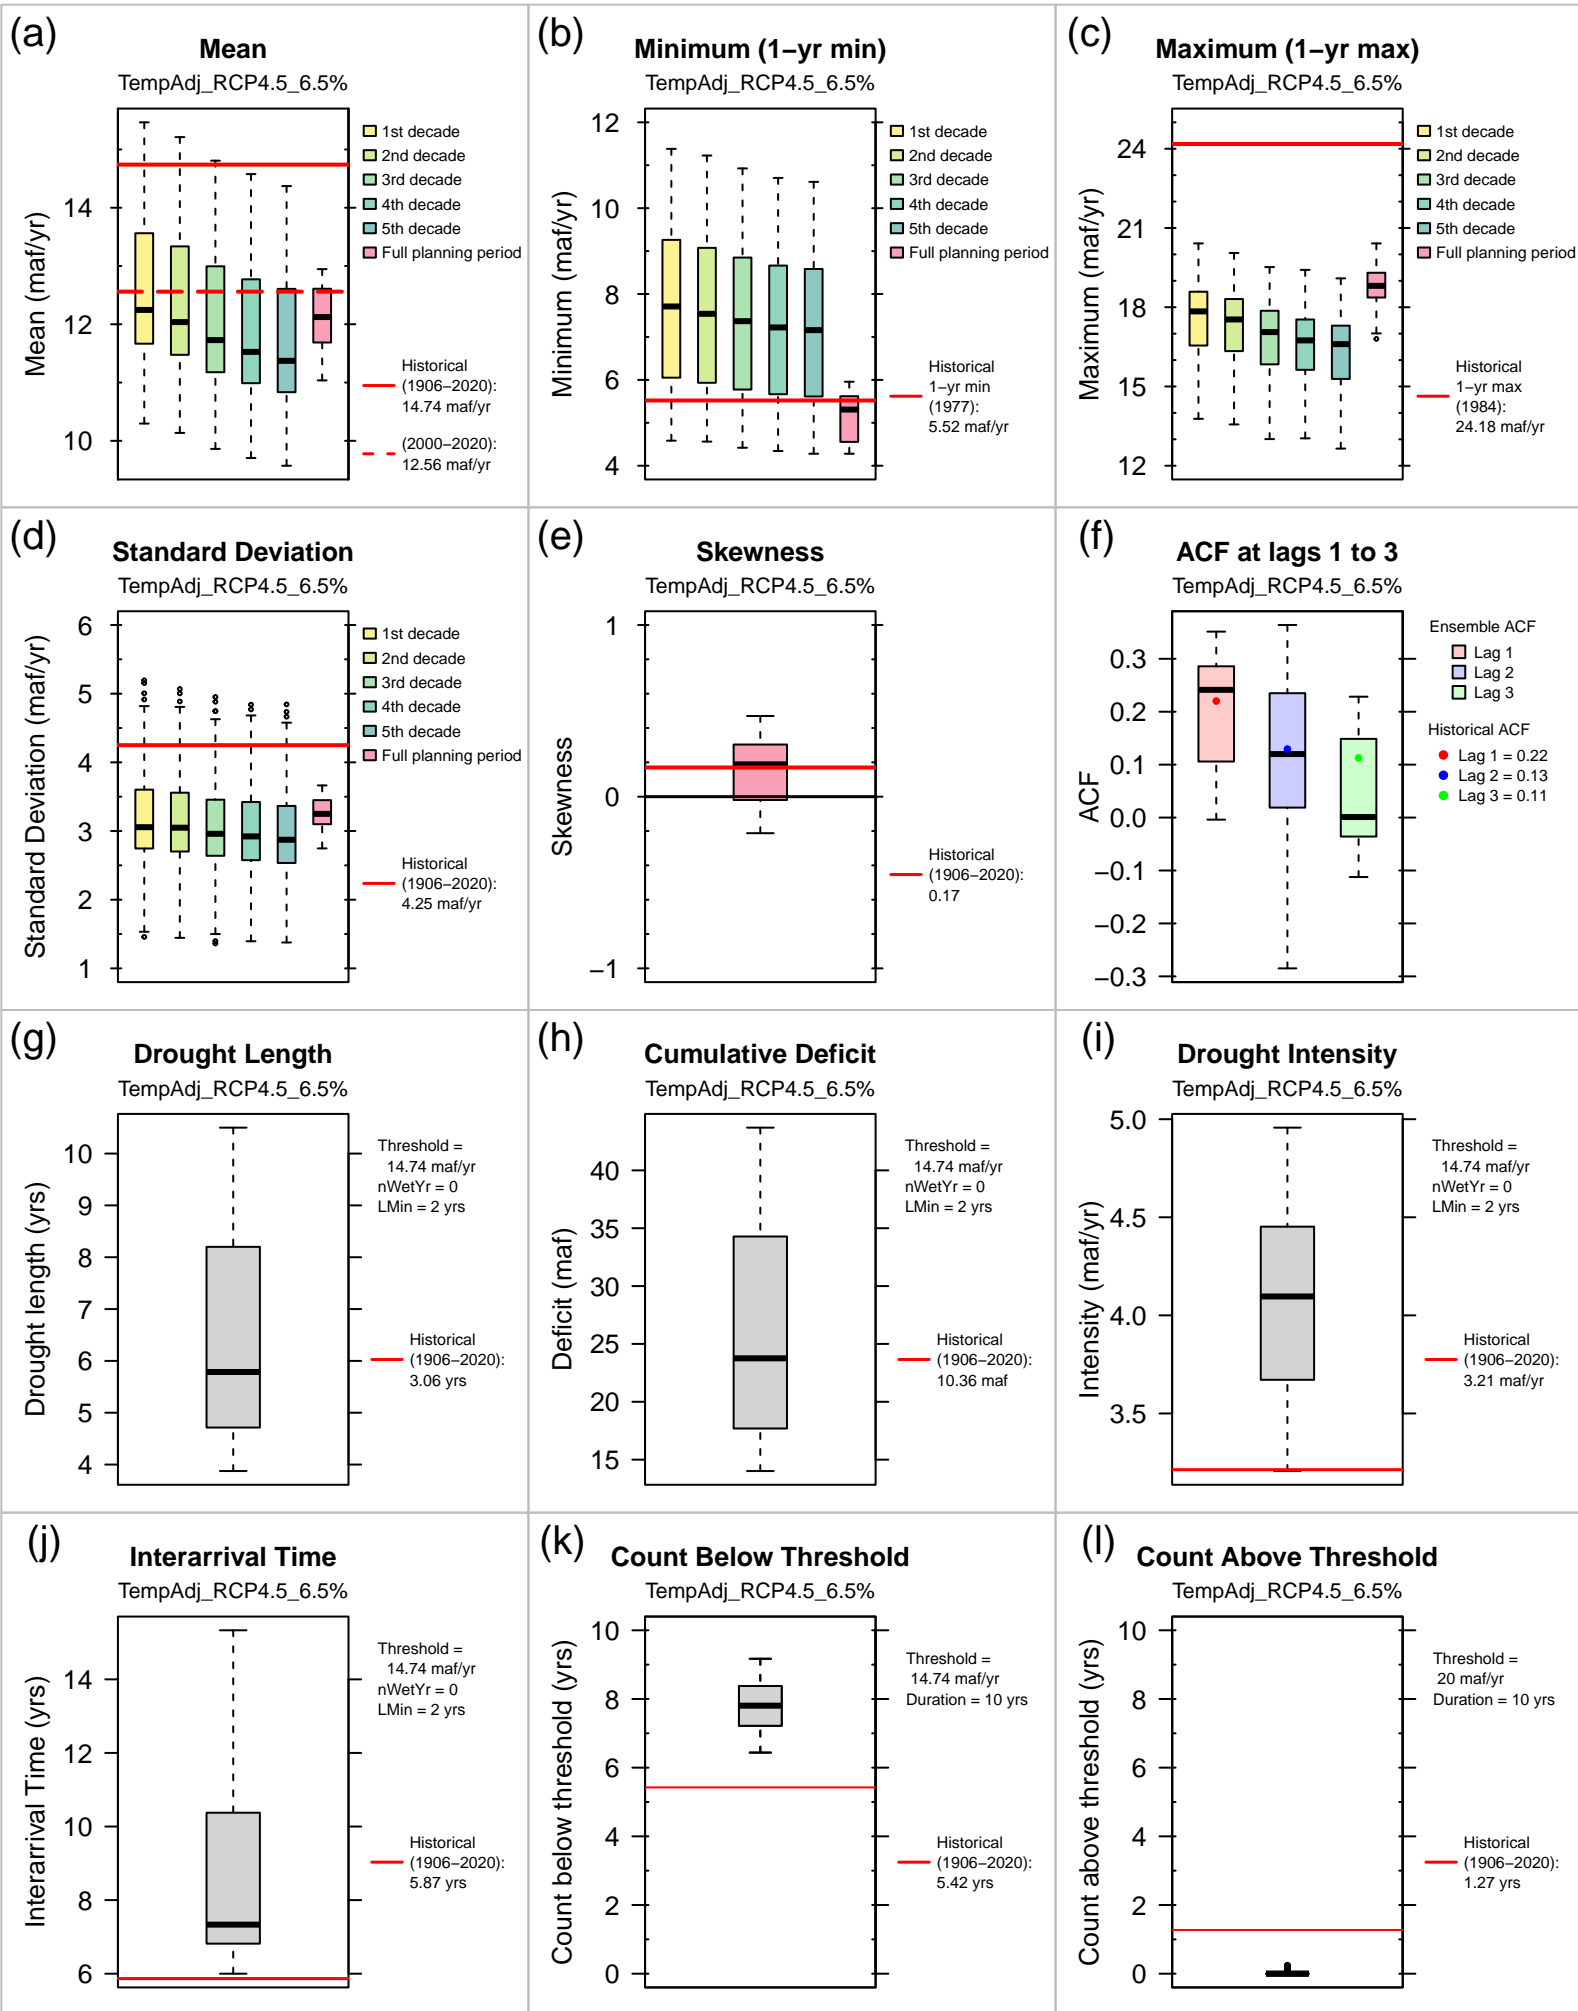 (a)
Mean
TempAdj_RCP4.5_6.5%
Mean (maf/yr)
14
12
10
1st decade
2nd decade
3rd decade
4th decade
5th decade
Full planning period
Historical
(1906–2020):
14.74 maf/yr
(2000–2020):
12.56 maf/yr
(b)
Minimum (1–yr min)
TempAdj_RCP4.5_6.5%
Minimum (maf/yr)
12
10
8
6
4
1st decade
2nd decade
3rd decade
4th decade
5th decade
Full planning period
Historical
1–yr min
(1977):
5.52 maf/yr
(c)
Maximum (1–yr max)
TempAdj_RCP4.5_6.5%
Maximum (maf/yr)
24
21
18
15
12
1st decade
2nd decade
3rd decade
4th decade
5th decade
Full planning period
Historical
1–yr max
(1984):
24.18 maf/yr
(d)
Standard Deviation
TempAdj_RCP4.5_6.5%
Standard Deviation (maf/yr)
6
5
4
3
2
1
1st decade
2nd decade
3rd decade
4th decade
5th decade
Full planning period
Historical
(1906–2020):
4.25 maf/yr
(e)
Skewness
TempAdj_RCP4.5_6.5%
Skewness
1
0
–1
Historical
(1906–2020):
0.17
(f)
ACF at lags 1 to 3
TempAdj_RCP4.5_6.5%
ACF
0.3
0.2
0.1
0.0
–0.1
–0.2
–0.3
Ensemble ACF
Lag 1
Lag 2
Lag 3
Historical ACF
Lag 1 = 0.22
Lag 2 = 0.13
Lag 3 = 0.11
(g)
Drought Length
TempAdj_RCP4.5_6.5%
Drought length (yrs)
10
9
8
7
6
5
4
Threshold =
14.74 maf/yr
nWetYr = 0
LMin = 2 yrs
Historical
(1906–2020):
3.06 yrs
(h)
Cumulative Deficit
TempAdj_RCP4.5_6.5%
Deficit (maf)
40
35
30
25
20
15
Threshold =
14.74 maf/yr
nWetYr = 0
LMin = 2 yrs
Historical
(1906–2020):
10.36 maf
(i)
Drought Intensity
TempAdj_RCP4.5_6.5%
Intensity (maf/yr)
5.0
4.5
4.0
3.5
Threshold =
14.74 maf/yr
nWetYr = 0
LMin = 2 yrs
Historical
(1906–2020):
3.21 maf/yr
(j)
Interarrival Time
TempAdj_RCP4.5_6.5%
Interarrival Time (yrs)
14
12
10
8
6
Threshold =
14.74 maf/yr
nWetYr = 0
LMin = 2 yrs
Historical
(1906–2020):
5.87 yrs
(k)
Count Below Threshold
TempAdj_RCP4.5_6.5%
Count below threshold (yrs)
10
8
6
4
2
0
Threshold =
14.74 maf/yr
Duration = 10 yrs
Historical
(1906–2020):
5.42 yrs
(l)
Count Above Threshold
TempAdj_RCP4.5_6.5%
Count above threshold (yrs)
10
8
6
4
2
0
Threshold =
20 maf/yr
Duration = 10 yrs
Historical
(1906–2020):
1.27 yrs